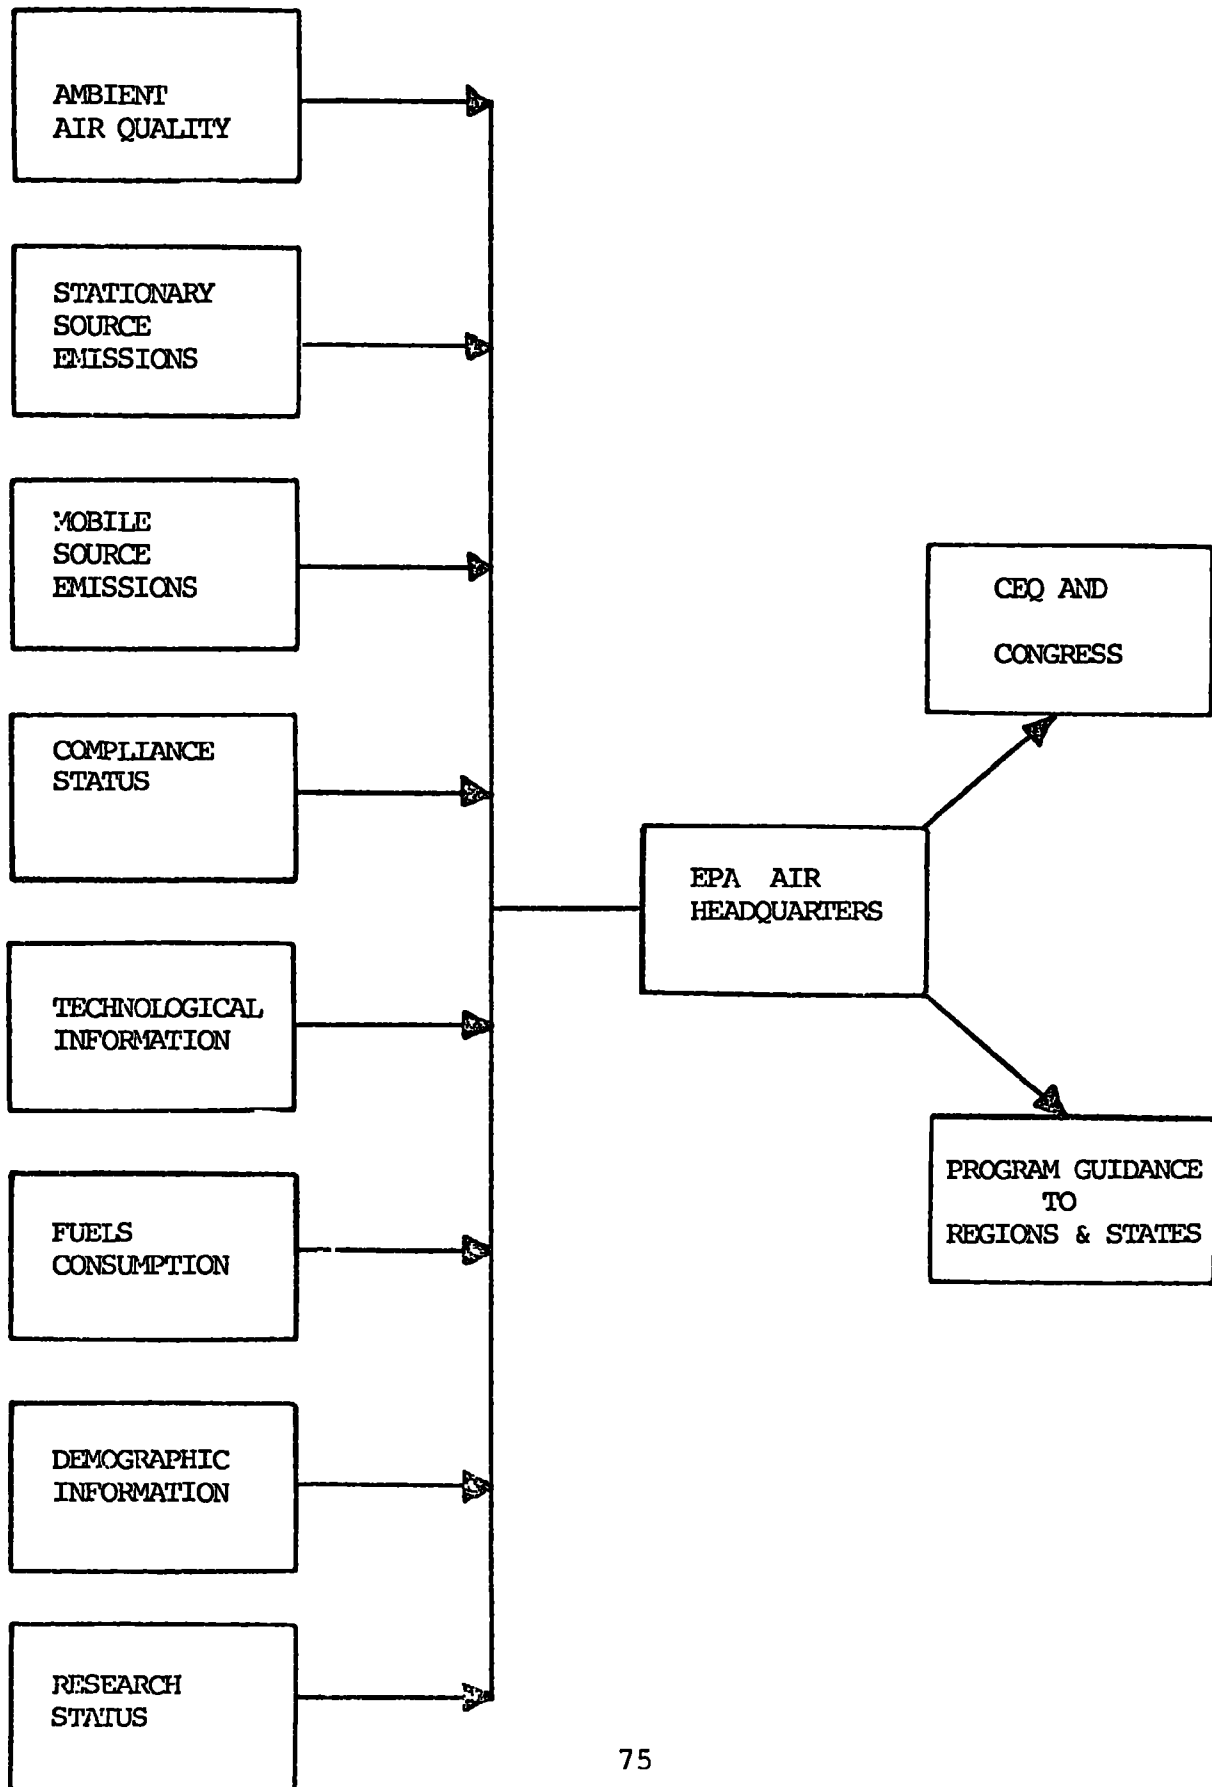 AMBIENT
AIR QUALITY
STATIONARY
SOURCE
EMISSIONS
MOBILE
SOURCE
EMISSIONS
COMPLIANCE
STATUS
TECHNOLOGICAL
INFORMATION
FUELS
CONSUMPTION
DEMOGRAPHIC
INFORMATION
RESEARCH
STATUS
EPA AIR
HEADQUARTERS
CEQ AND
CONGRESS
PROGRAM GUIDANCE
TO
REGIONS & STATES
75